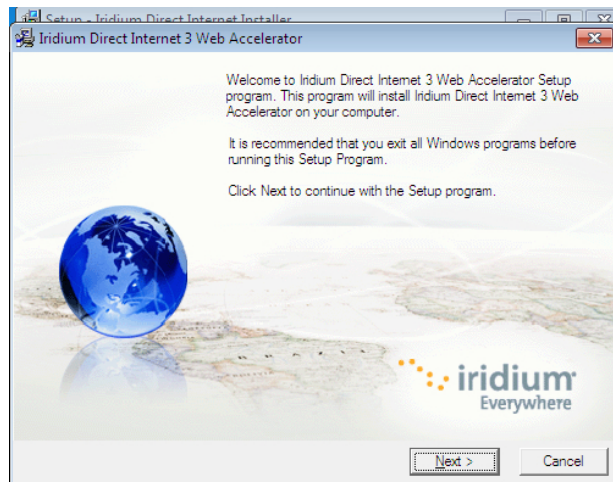 Setup - Iridium Direct Internet Installer
Iridium Direct Internet 3 Web Accelerator
Welcome to Iridium Direct Internet 3 Web Accelerator Setup
program. This program will install Iridium Direct Internet 3 Web
Accelerator on your computer.
It is recommended that you exit all Windows programs before
running this Setup Program.
Click Next to continue with the Setup program.
BRAZIL
iridium
Everywhere
Next >
Cancel